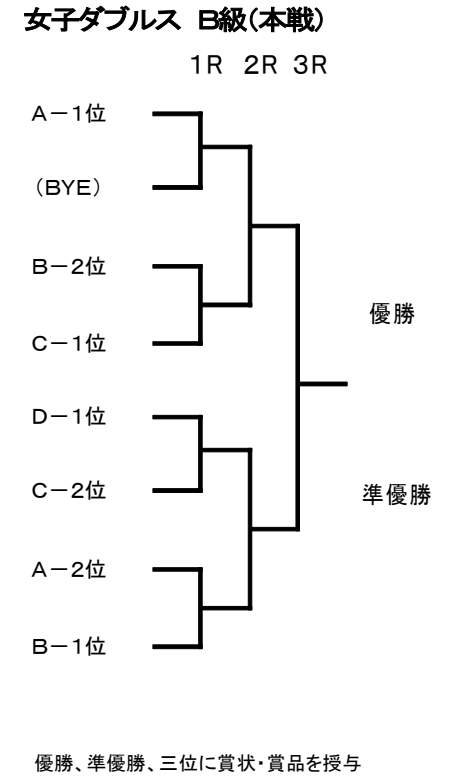 女子ダブルス　B級(本戦)
1R　2R　3R
A－1位
(BYE)
B－2位
C－1位
優勝
D－1位
C－2位
準優勝
A－2位
B－1位
優勝、準優勝、三位に賞状・賞品を授与